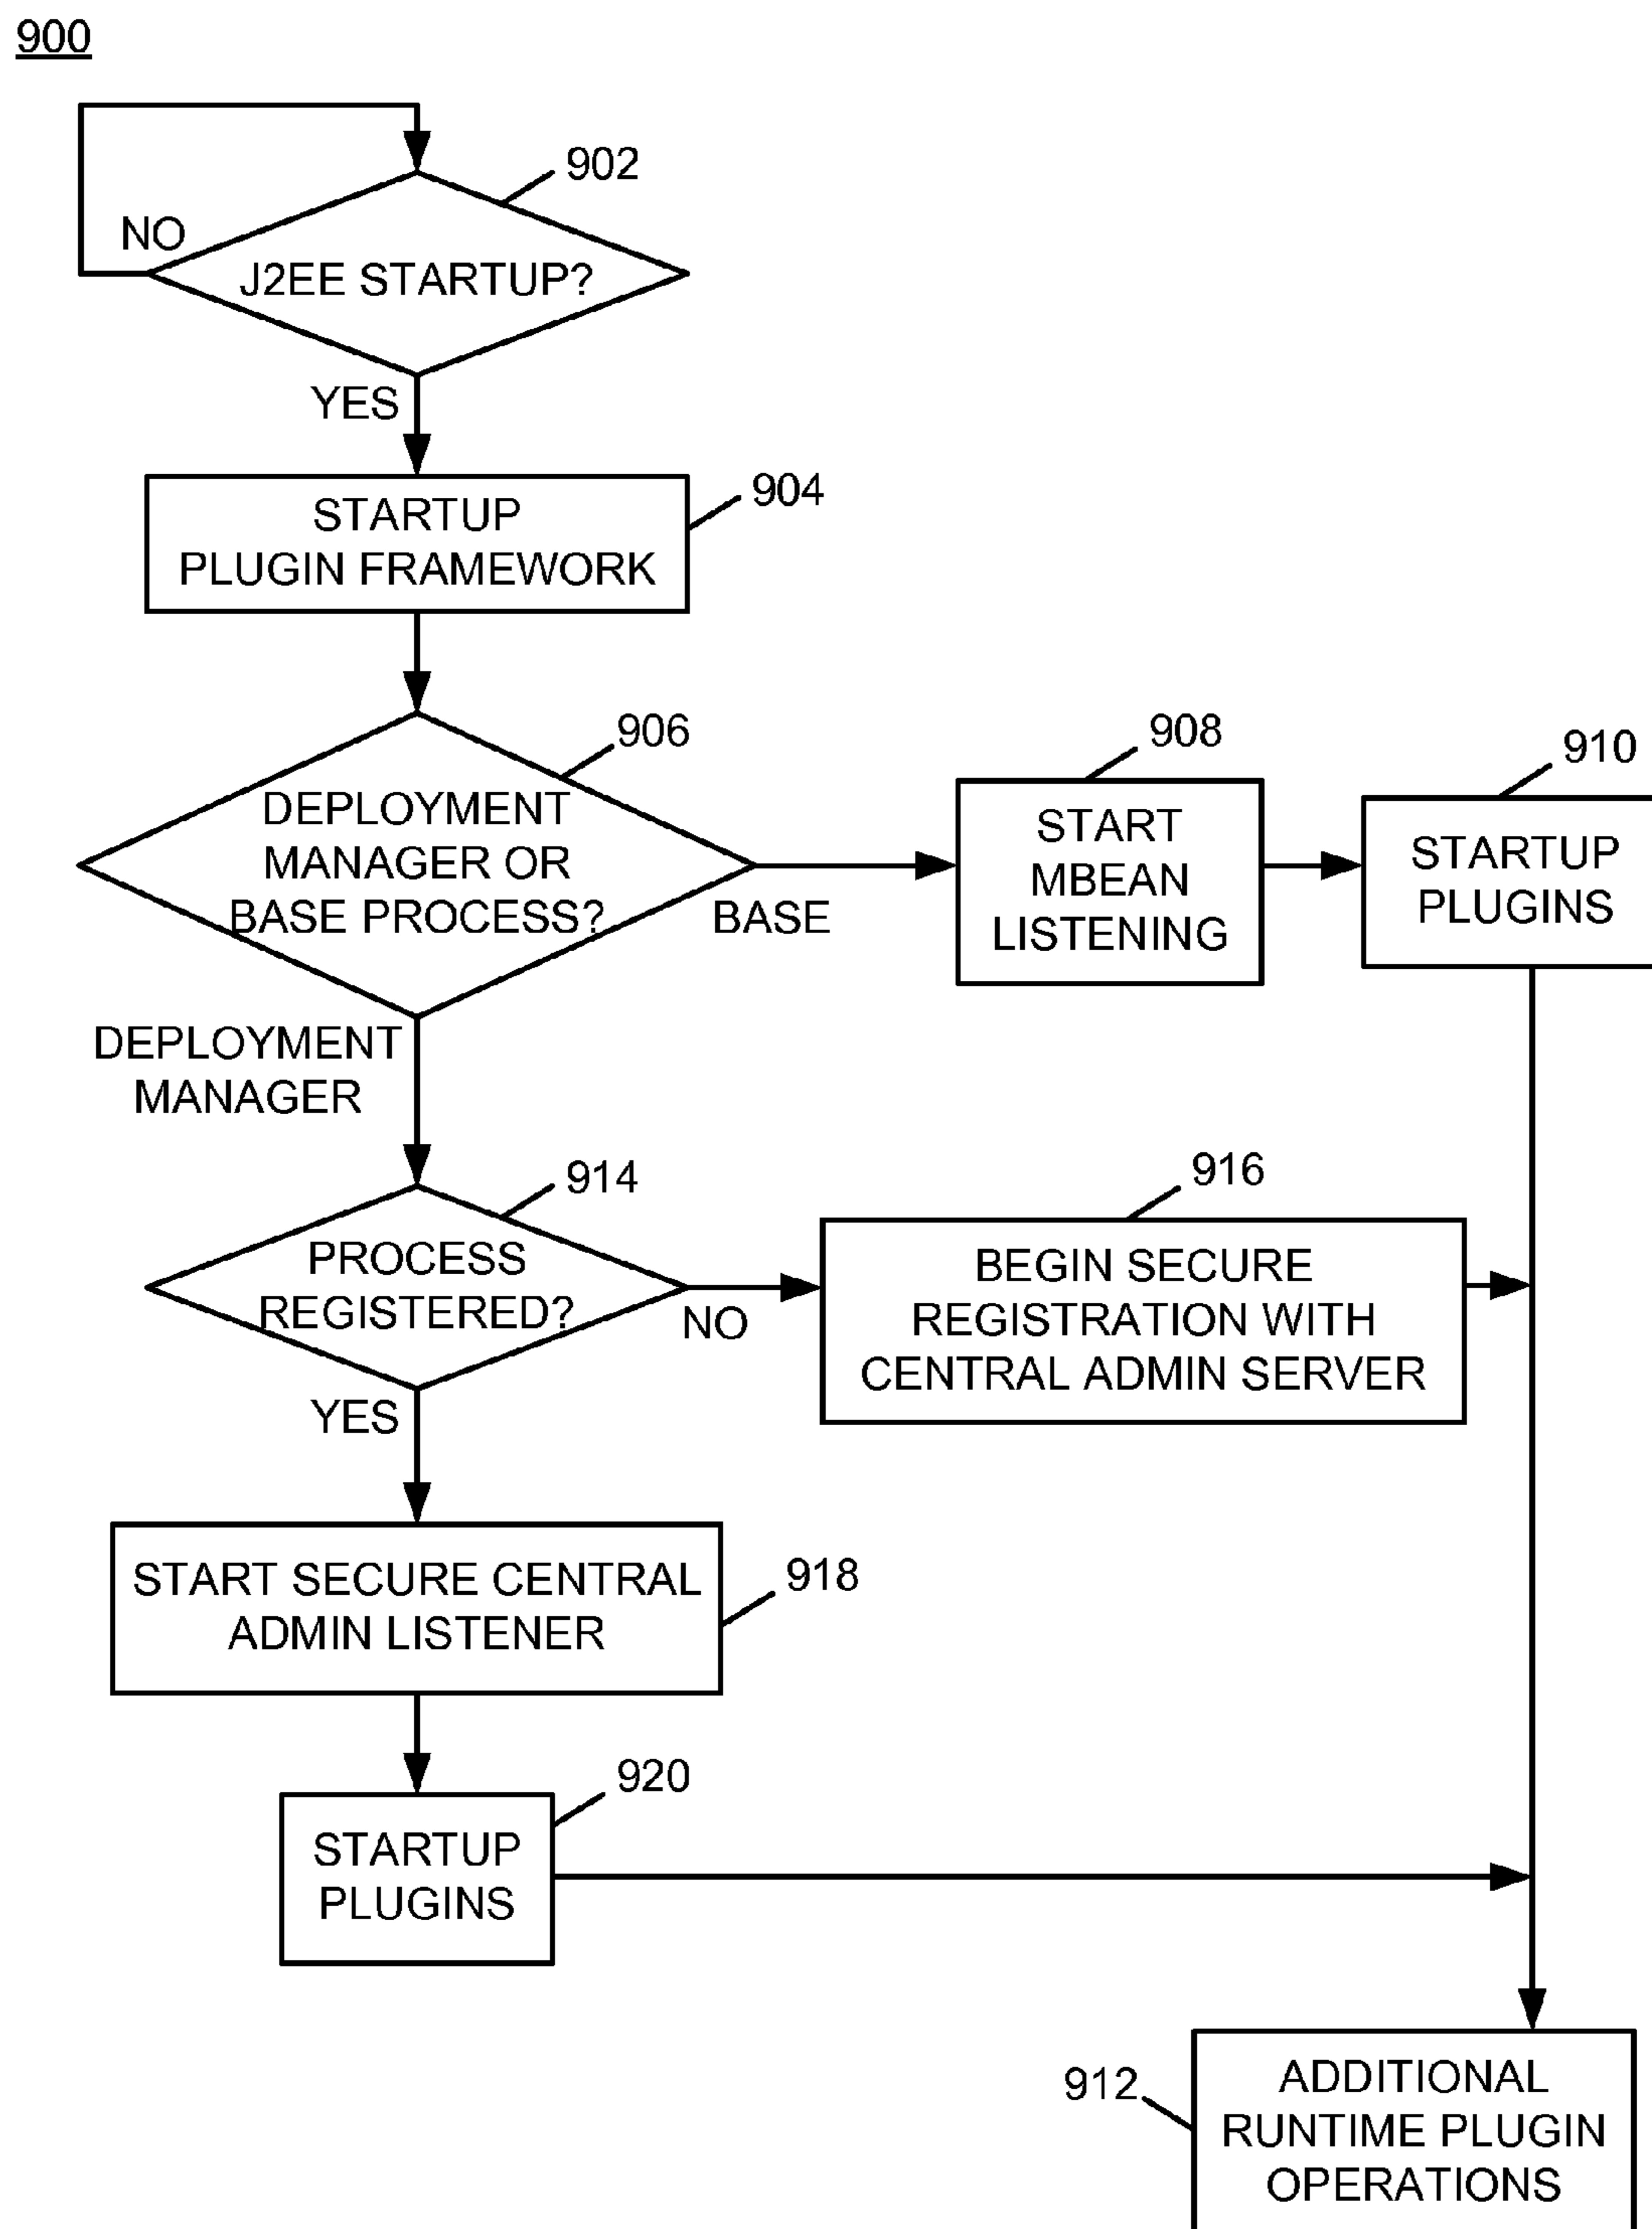 900
902
NO
J2EE STARTUP?
YES
904
STARTUP
PLUGIN FRAMEWORK
906
DEPLOYMENT
MANAGER OR
BASE PROCESS?
BASE
908
START
MBEAN
LISTENING
910
STARTUP
PLUGINS
DEPLOYMENT
MANAGER
914
PROCESS
REGISTERED?
NO
916
BEGIN SECURE
REGISTRATION WITH
CENTRAL ADMIN SERVER
YES
918
START SECURE CENTRAL
ADMIN LISTENER
920
STARTUP
PLUGINS
912
ADDITIONAL
RUNTIME PLUGIN
OPERATIONS